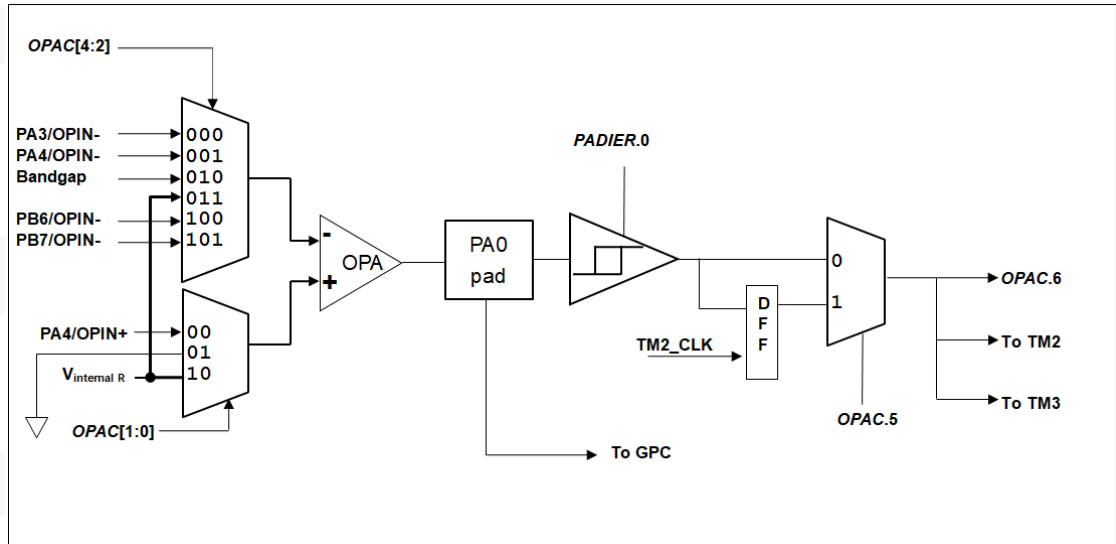 OPAC[4:2]
PA3/OPIN-
PA4/OPIN-
Bandgap
PB6/OPIN-
PB7/OPIN-
000
001
010
011
100
101
PA4/OPIN+
Vinternal R
00
01
10
OPAC[1:0]
-
OPA
+
PA0
pad
To GPC
PADIER.0
TM2_CLK
D
F
F
0
1
OPAC.5
OPAC.6
To TM2
To TM3